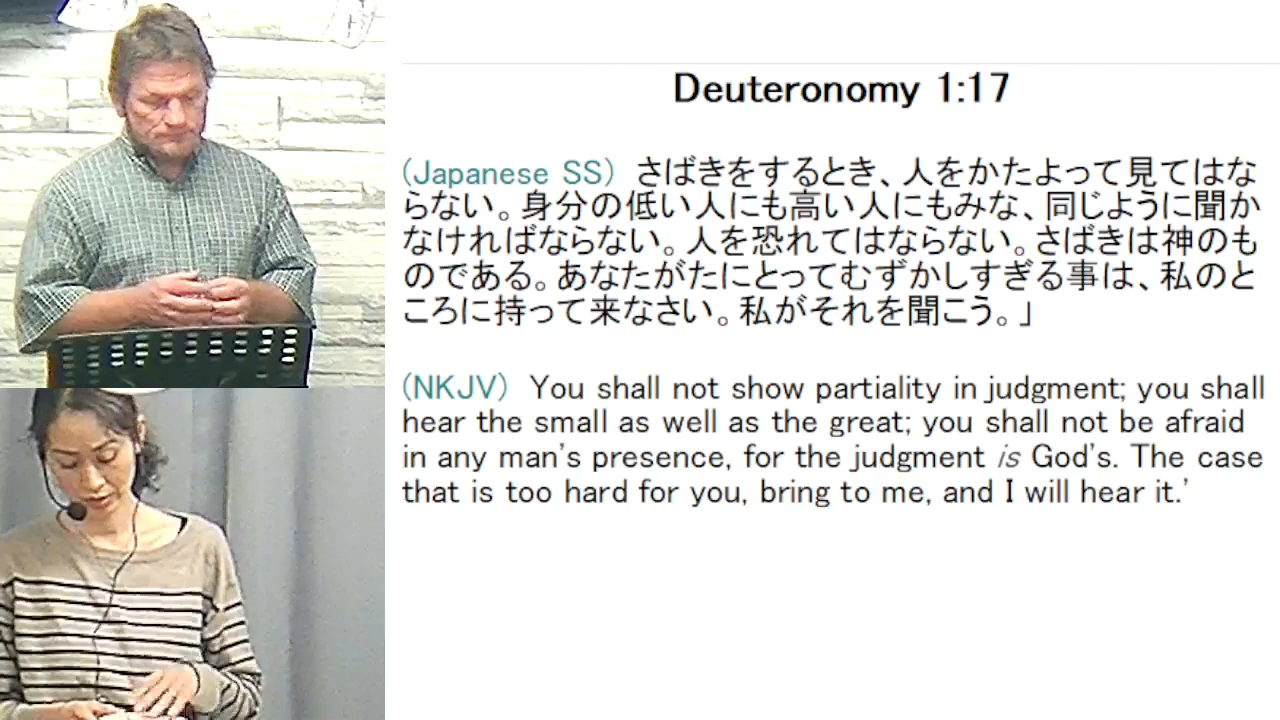 Deuteronomy 1:17
(Japanese SS) さばきをするとき、人をかたよって見てはな
らない。身分の低い人にも高い人にもみな、同じように聞か
なければならない。人を恐れてはならない。さばきは神のも
のである。あなたがたにとってむずかしすぎる事は、私のと
ころに持って来なさい。私がそれを聞こう。」
(NKJV) You shall not show partiality in judgment; you shall
hear the small as well as the great; you shall not be afraid
in any man's presence, for the judgment is God's. The case
that is too hard for you, bring to me, and I will hear it.'